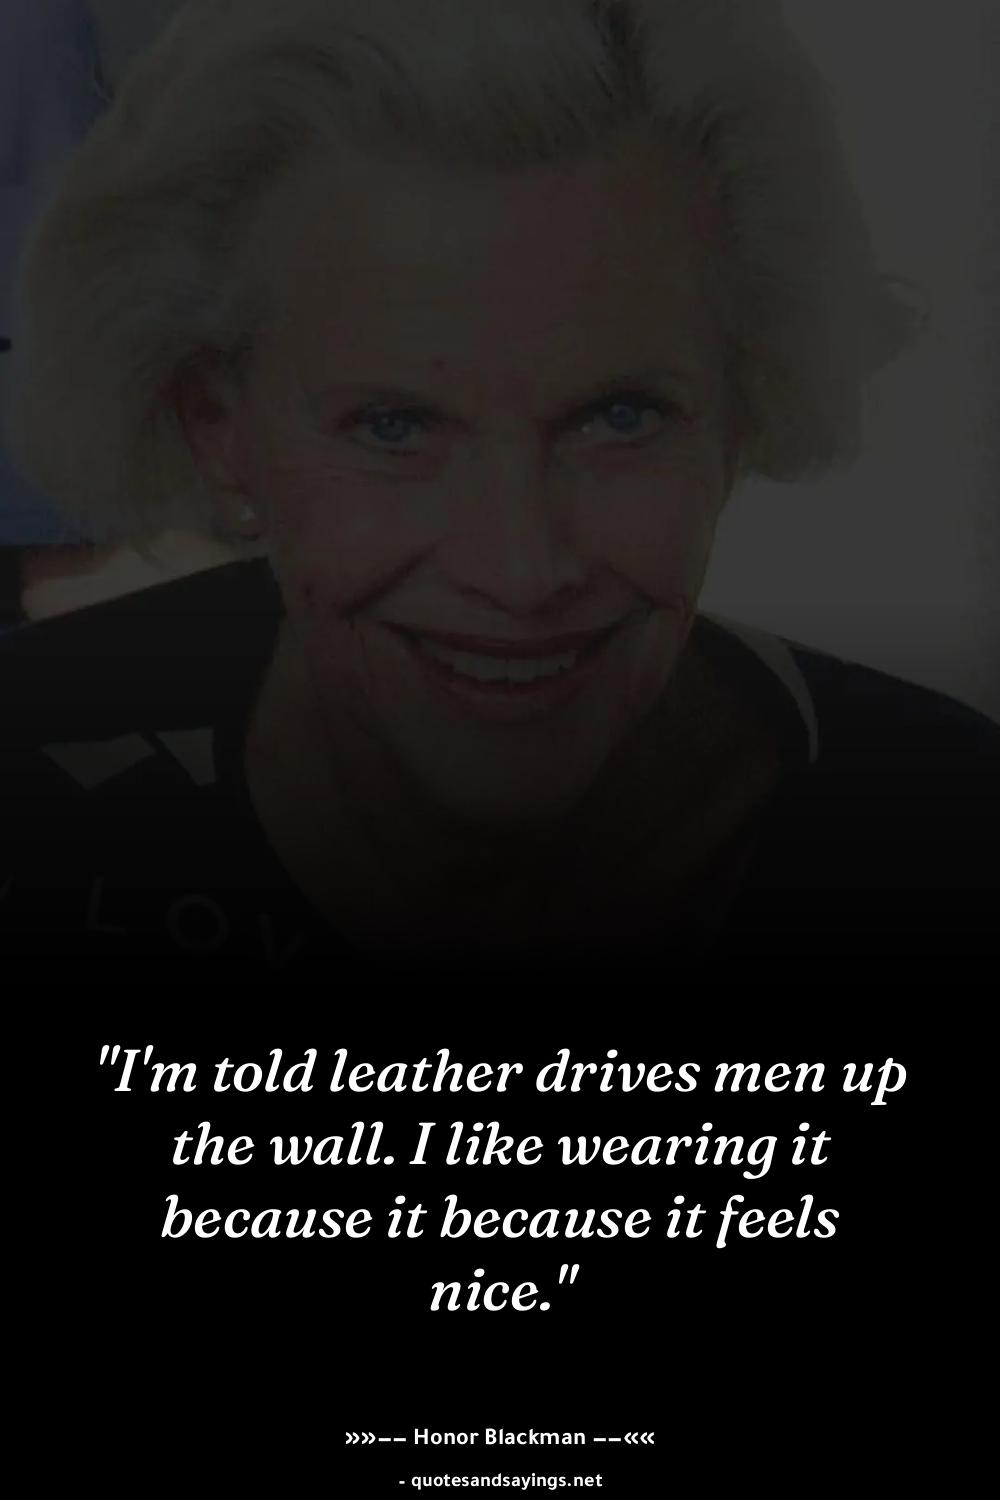 LOV
"I'm told leather drives men up
the wall. I like wearing it
because it because it feels
nice."
»»-- Honor Blackman --««
- quotesandsayings.net